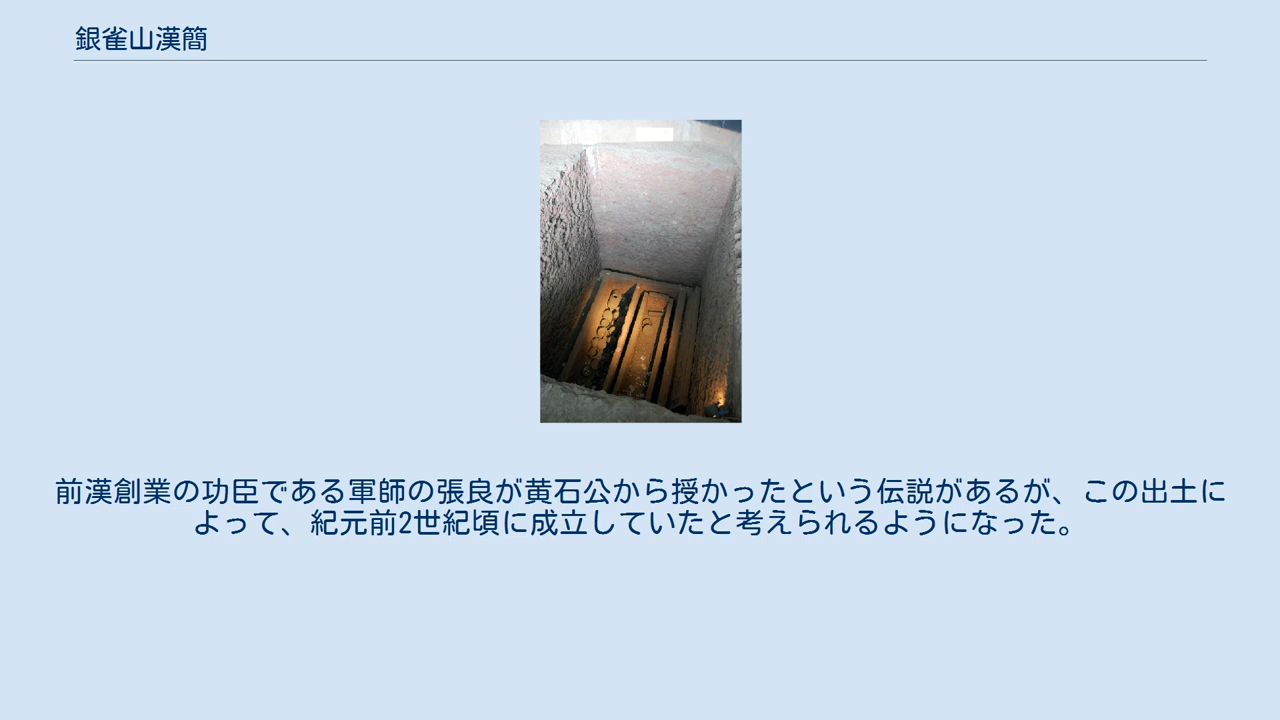 銀雀山漢簡
前漢創業の功臣である軍師の張良が黄石公から授かったという伝説があるが、この出土に
よって、紀元前2世紀頃に成立していたと考えられるようになった。